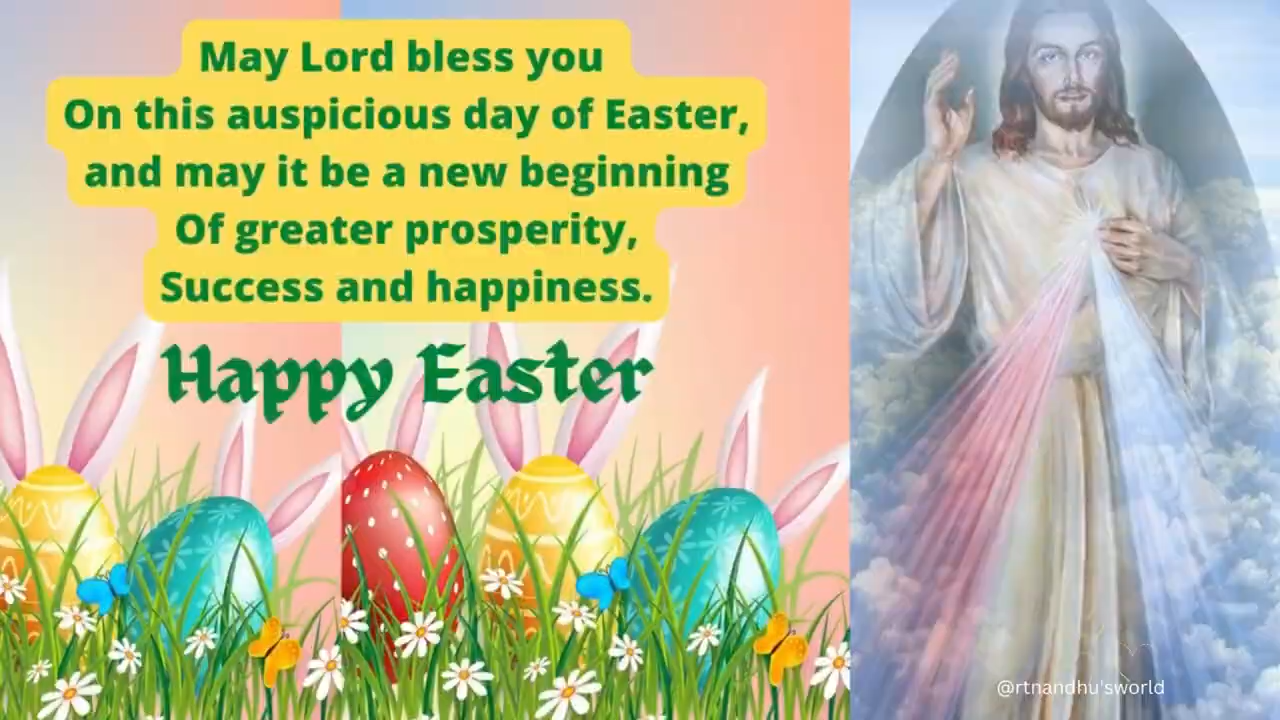 May Lord bless you
On this auspicious day of Easter,
and may it be a new beginning
Of greater prosperity,
Success and happiness.
Happy Easter
@rtnandhu'sworld